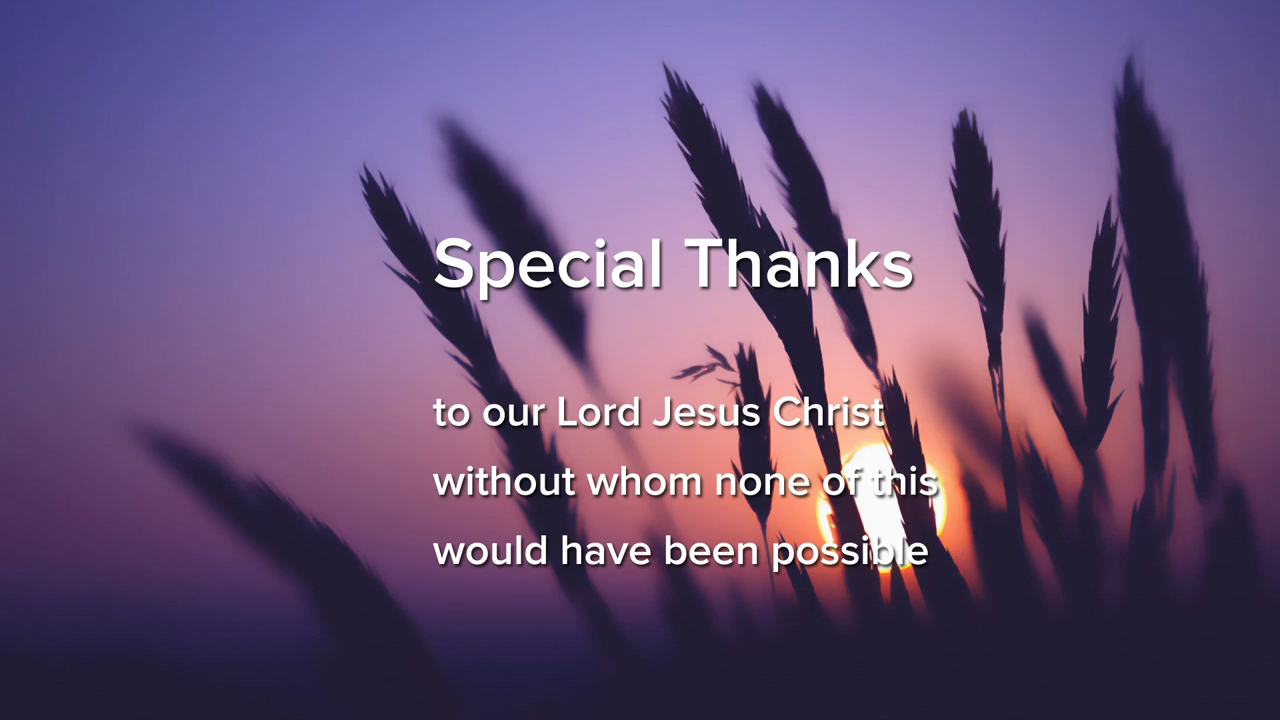 Special Thanks
to our Lord Jesus Christ
without whom none of this
would have been possible